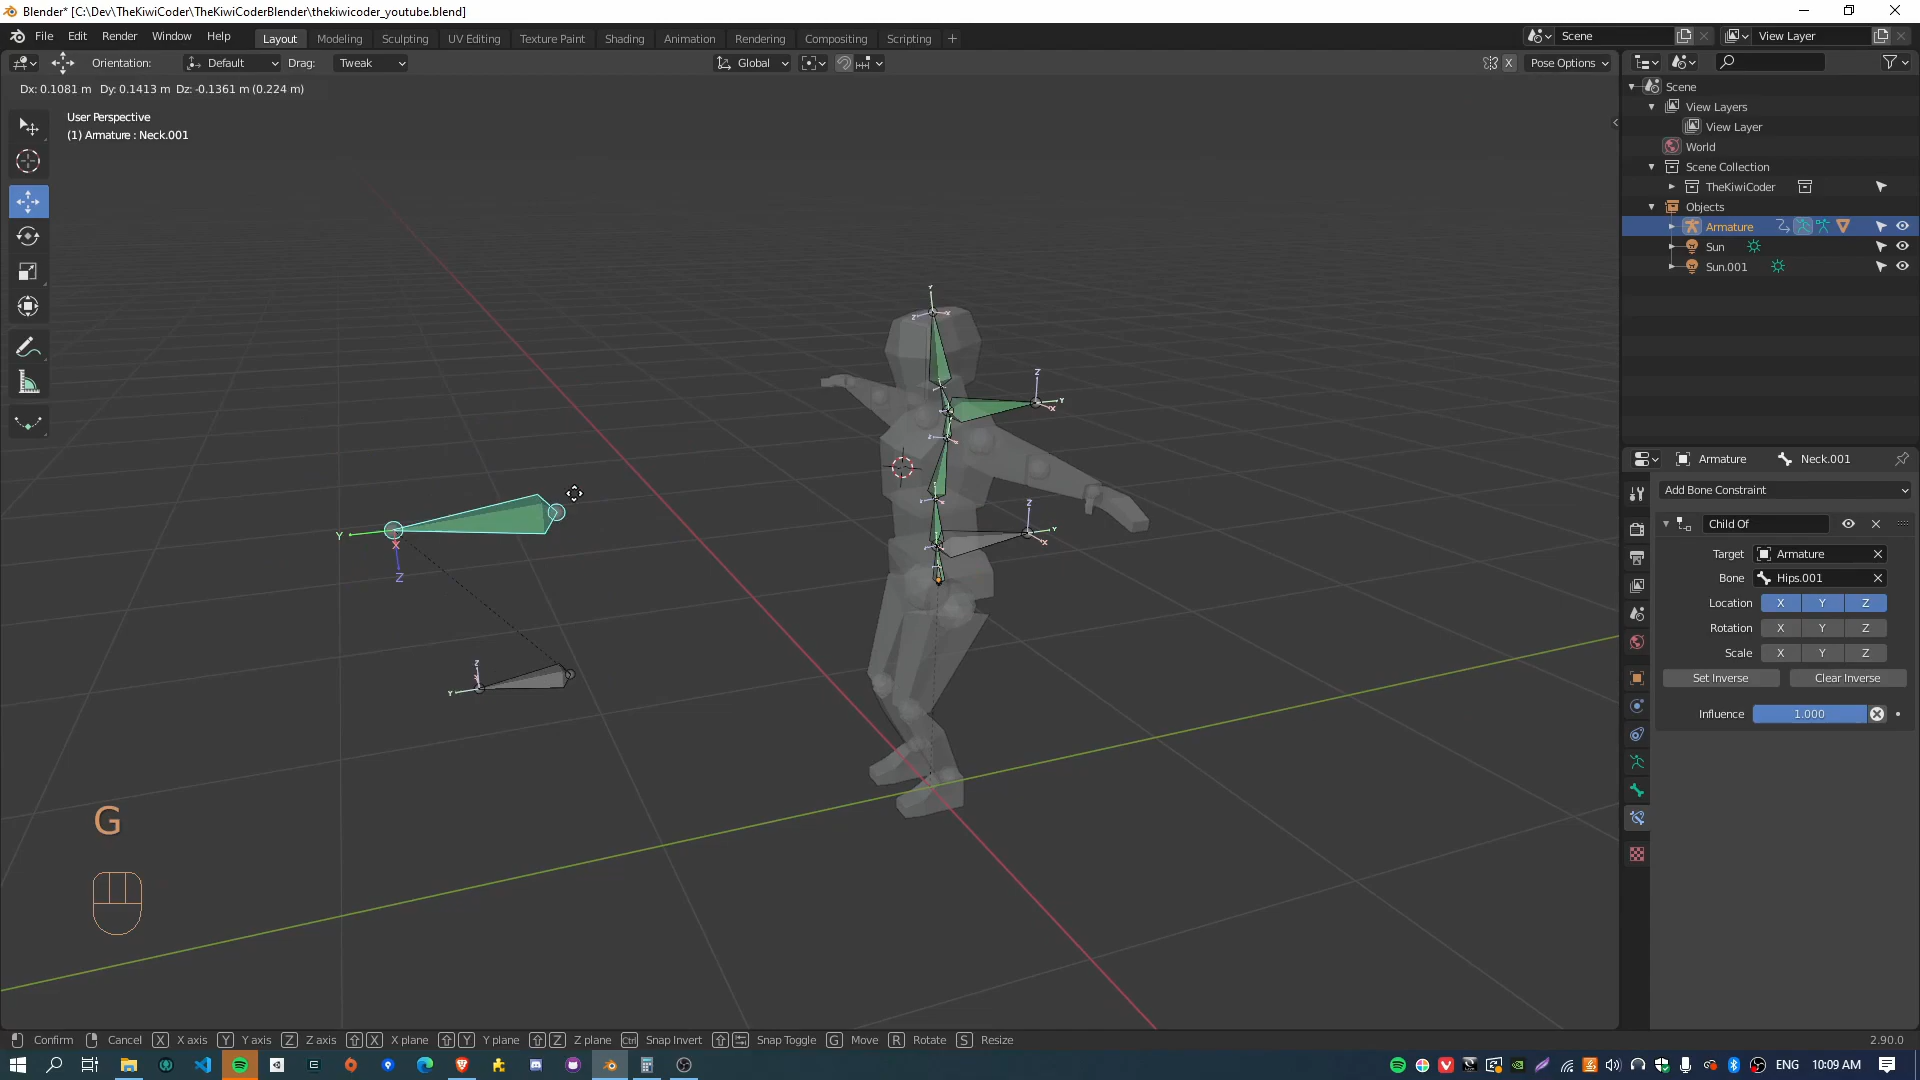 Blender* [C:\Dev\TheKiwiCoder\TheKiwiCoderBlender\thekiwicoder_youtube.blend]
File Edit Render Window Help Layout Modeling Sculpting UV Editing Texture Paint Shading Animation Rendering Compositing Scripting + Scene View Layer
Orientation: Default Drag: Tweak Global X Pose Options
Dx: 0.1081 m Dy: 0.1413 m Dz: -0.1361 m (0.224 m)
User Perspective
(1) Armature : Neck.001
Scene
View Layers
View Layer
World
Scene Collection
TheKiwiCoder
Objects
Armature
Sun
Sun.001
Armature Neck.001
Add Bone Constraint
Child Of
Target Armature
Bone Hips.001
Location X Y Z
Rotation X Y Z
Scale X Y Z
Set Inverse Clear Inverse
Influence 1.000
Y
X
Z
G
Confirm Cancel X X axis Y Y axis Z Z axis X X plane Y Y plane Z Z plane Ctrl Snap Invert Snap Toggle G Move R Rotate S Resize 2.90.0
ENG 10:09 AM